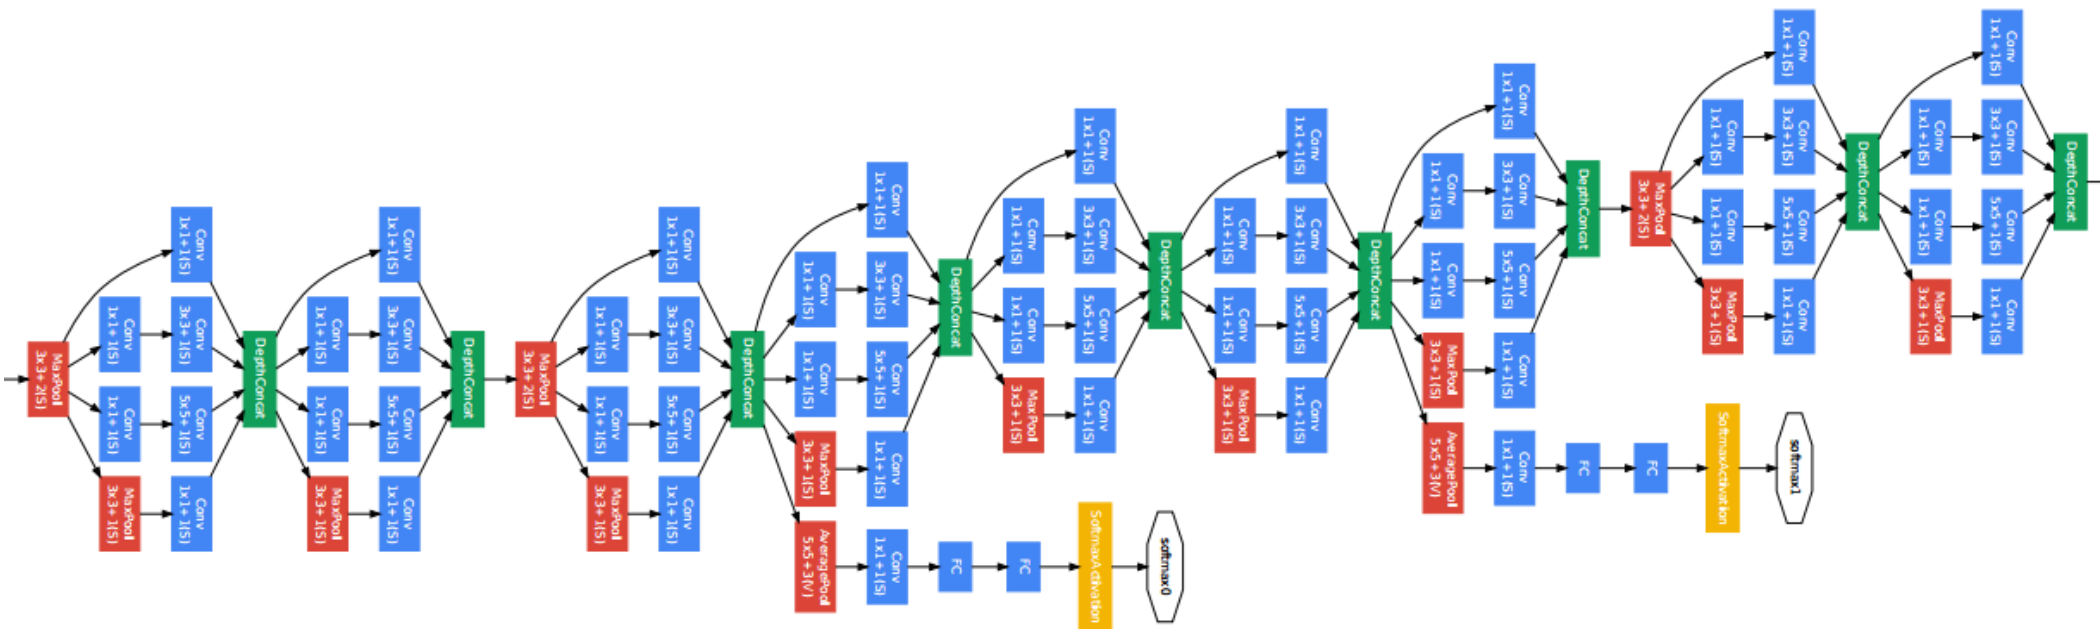 MaxPool
3x3+2(S)
Conv
1x1+1(S)
Conv
1x1+1(S)
MaxPool
3x3+1(S)
Conv
1x1+1(S)
Conv
3x3+1(S)
Conv
5x5+1(S)
Conv
1x1+1(S)
DepthConcat
Conv
1x1+1(S)
Conv
1x1+1(S)
MaxPool
3x3+1(S)
Conv
1x1+1(S)
Conv
3x3+1(S)
Conv
5x5+1(S)
Conv
1x1+1(S)
DepthConcat
MaxPool
3x3+2(S)
Conv
1x1+1(S)
Conv
1x1+1(S)
MaxPool
3x3+1(S)
Conv
1x1+1(S)
Conv
3x3+1(S)
Conv
5x5+1(S)
Conv
1x1+1(S)
DepthConcat
Conv
1x1+1(S)
Conv
1x1+1(S)
MaxPool
3x3+1(S)
AveragePool
5x5+3(V)
Conv
1x1+1(S)
Conv
3x3+1(S)
Conv
5x5+1(S)
Conv
1x1+1(S)
Conv
1x1+1(S)
DepthConcat
FC
FC
SoftmaxActivation
softmax0
Conv
1x1+1(S)
Conv
1x1+1(S)
MaxPool
3x3+1(S)
Conv
1x1+1(S)
Conv
3x3+1(S)
Conv
5x5+1(S)
Conv
1x1+1(S)
DepthConcat
Conv
1x1+1(S)
Conv
1x1+1(S)
MaxPool
3x3+1(S)
Conv
1x1+1(S)
Conv
3x3+1(S)
Conv
5x5+1(S)
Conv
1x1+1(S)
DepthConcat
Conv
1x1+1(S)
Conv
1x1+1(S)
MaxPool
3x3+1(S)
AveragePool
5x5+3(V)
Conv
1x1+1(S)
Conv
3x3+1(S)
Conv
5x5+1(S)
Conv
1x1+1(S)
Conv
1x1+1(S)
DepthConcat
FC
FC
SoftmaxActivation
softmax1
MaxPool
3x3+2(S)
Conv
1x1+1(S)
Conv
1x1+1(S)
MaxPool
3x3+1(S)
Conv
1x1+1(S)
Conv
3x3+1(S)
Conv
5x5+1(S)
Conv
1x1+1(S)
DepthConcat
Conv
1x1+1(S)
Conv
1x1+1(S)
MaxPool
3x3+1(S)
Conv
1x1+1(S)
Conv
3x3+1(S)
Conv
5x5+1(S)
Conv
1x1+1(S)
DepthConcat